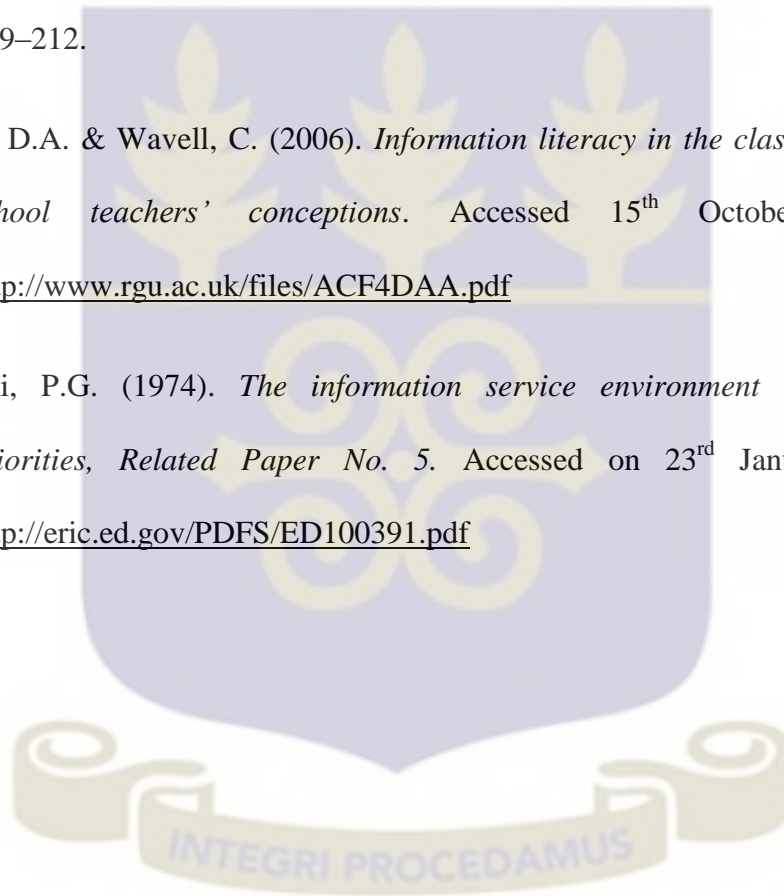 9–212.
D.A. & Wavell, C. (2006). Information literacy in the clas
hool teachers’ conceptions. Accessed 15th Octobe
p://www.rgu.ac.uk/files/ACF4DAA.pdf
i, P.G. (1974). The information service environment
iorities, Related Paper No. 5. Accessed on 23rd Jan
p://eric.ed.gov/PDFS/ED100391.pdf
INTEGRI PROCEDAMUS